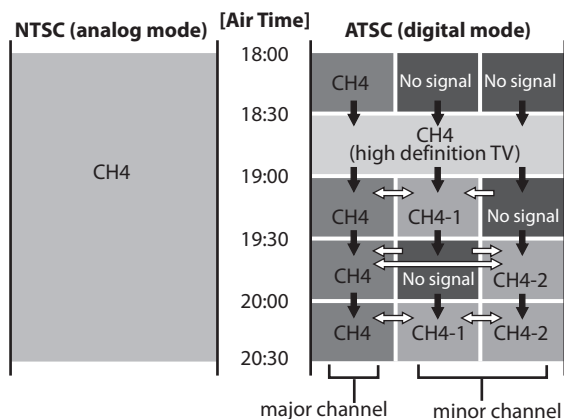 [Air Time]
NTSC (analog mode)
ATSC (digital mode)
18:00
CH4
No signal
No signal
18:30
CH4
(high definition TV)
CH4
19:00
CH4
CH4-1
No signal
19:30
CH4
No signal
CH4-2
20:00
CH4
CH4-1
CH4-2
20:30
major channel
minor channel